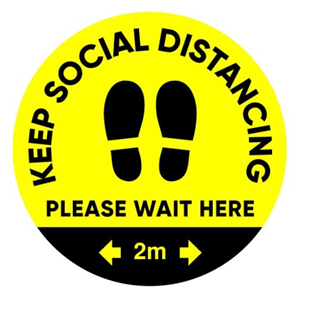 KEEP SOCIAL DISTANCING
PLEASE WAIT HERE
2m